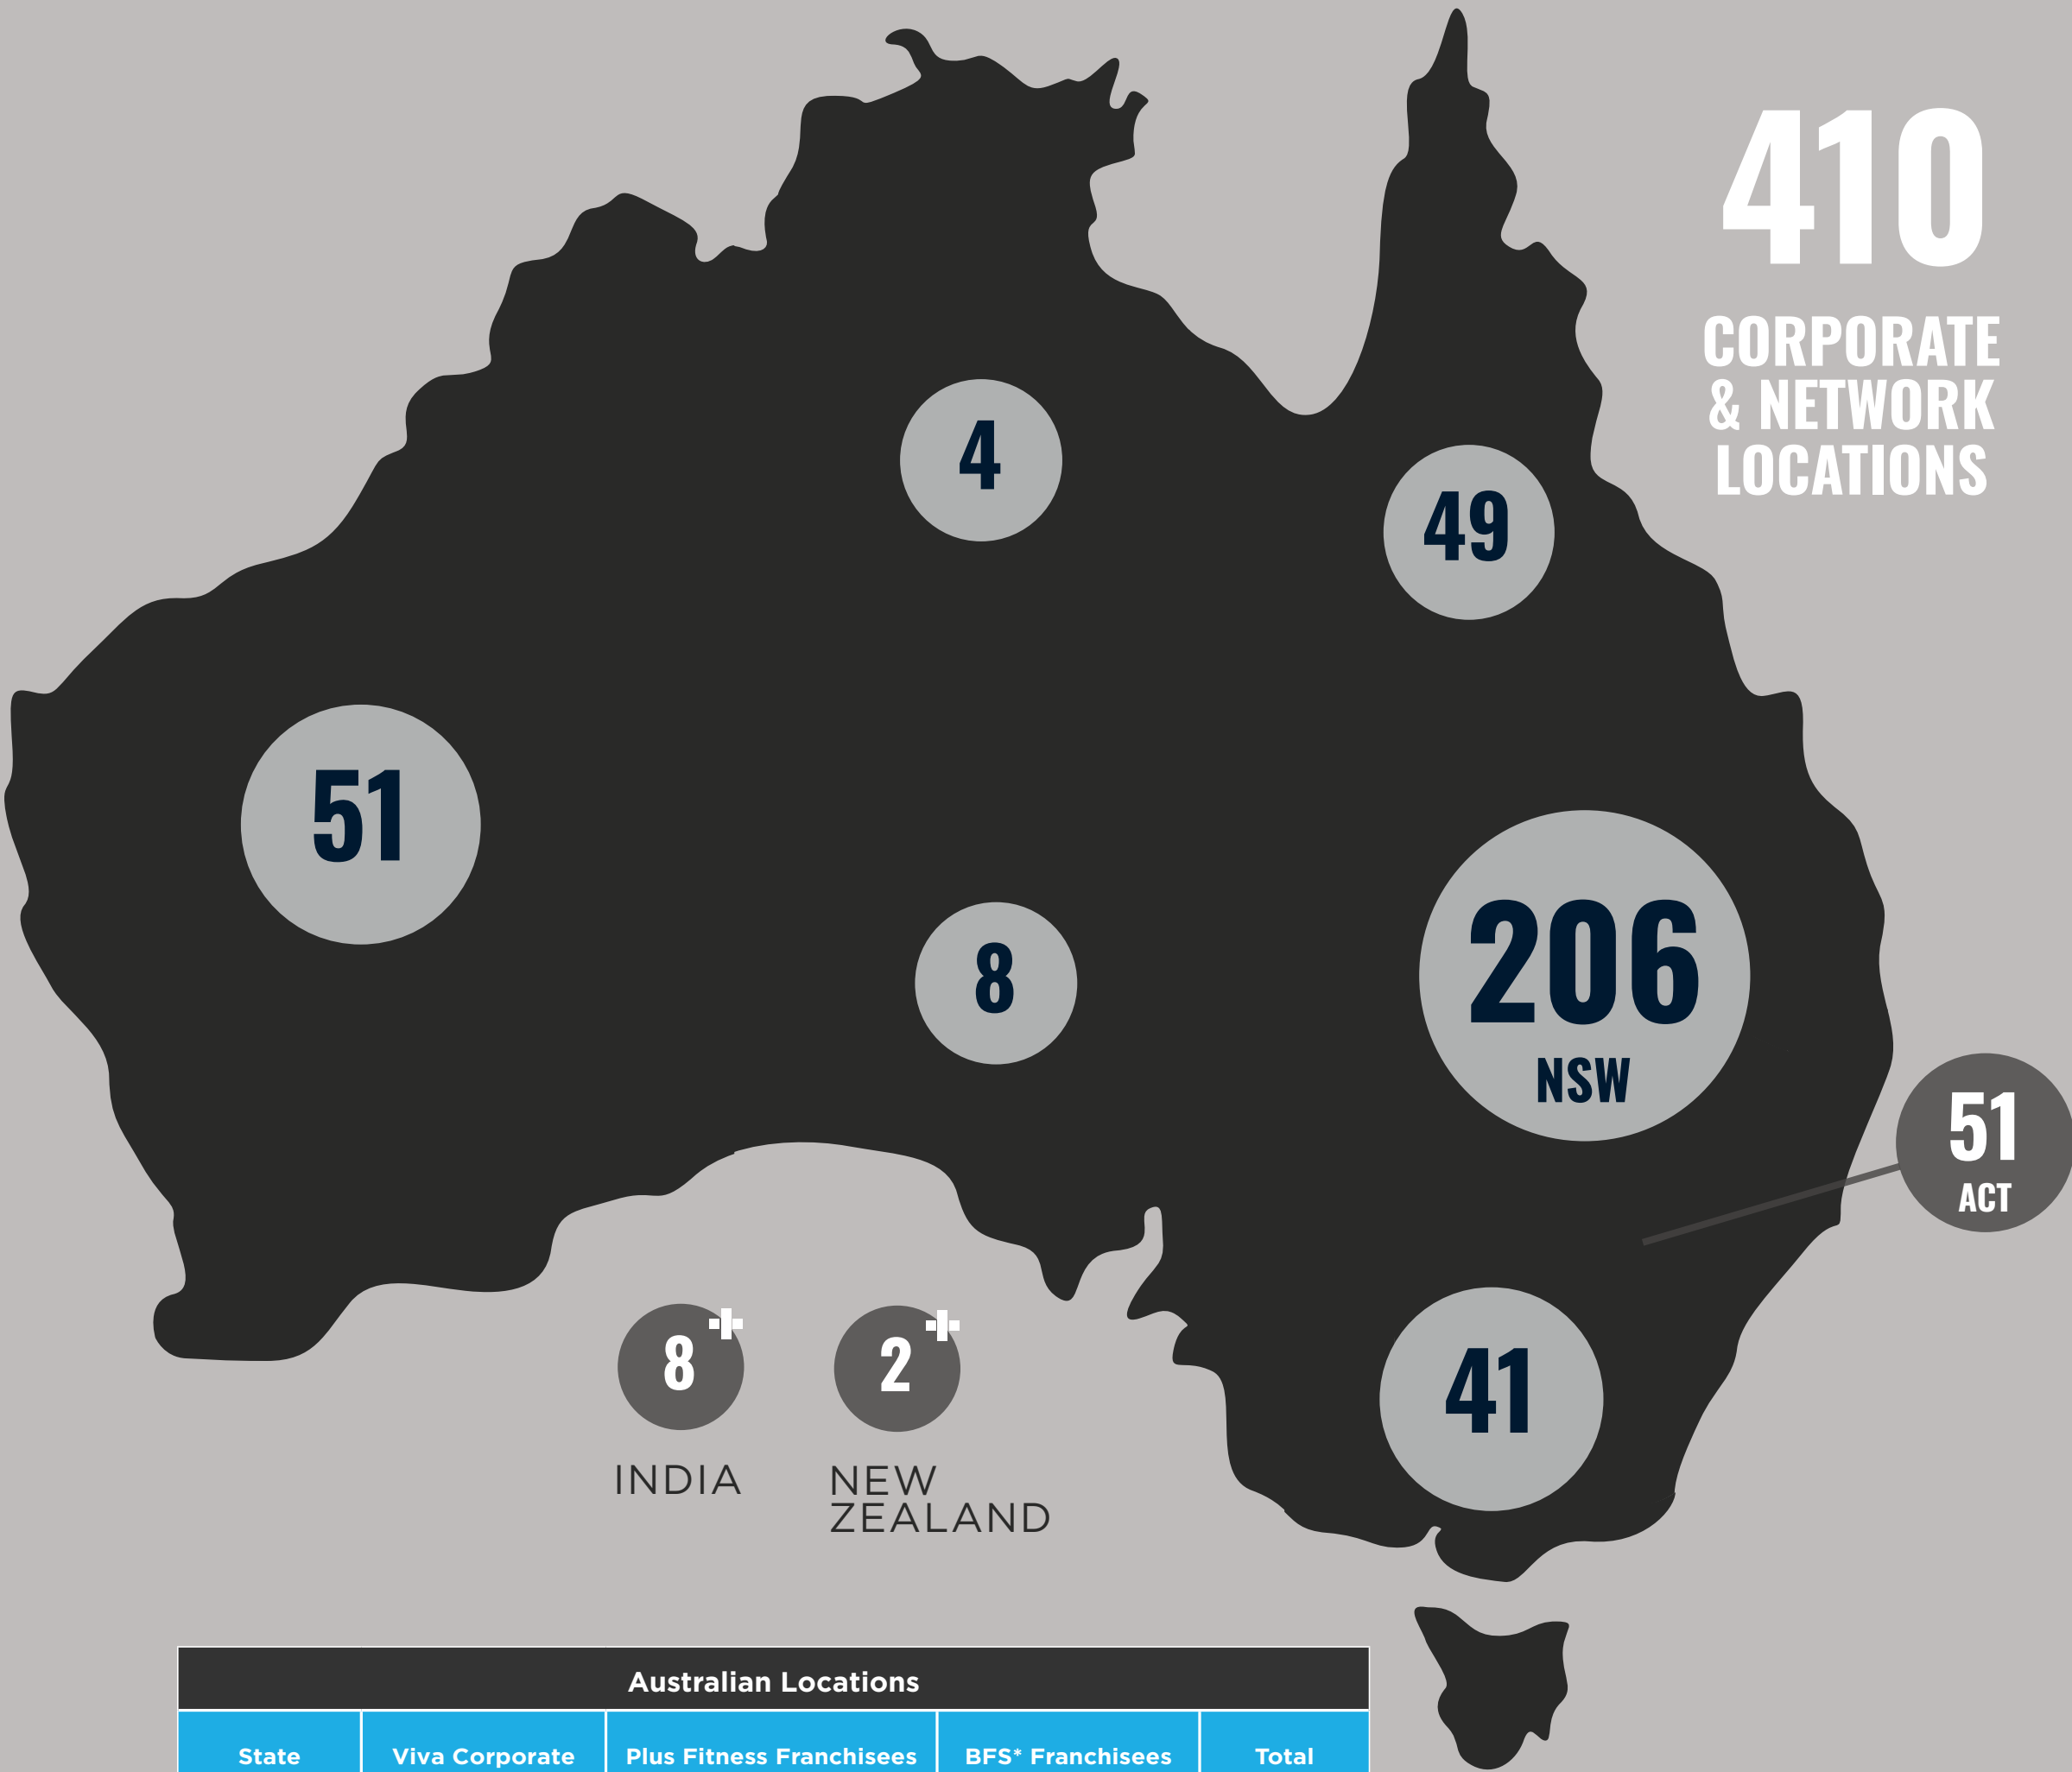 410
CORPORATE
& NETWORK
LOCATIONS
4
49
51
206
NSW
8
51
ACT
41
8+
INDIA
2+
NEW
ZEALAND
Australian Locations
State Viva Corporate Plus Fitness Franchisees BFS* Franchisees Total